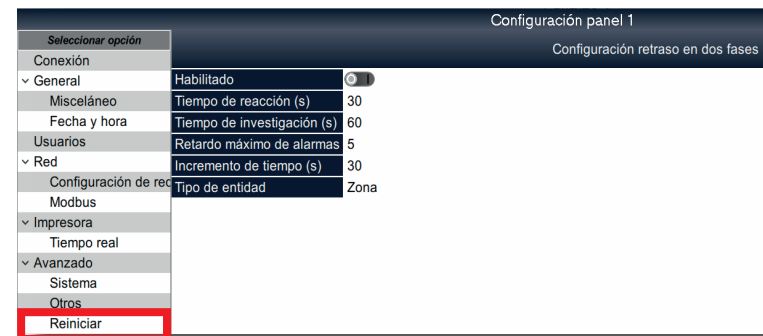 Configuración panel 1
Seleccionar opción
Configuración retraso en dos fases
Conexión
General
Misceláneo
Fecha y hora
Usuarios
Red
Configuración de rec
Modbus
Impresora
Tiempo real
Avanzado
Sistema
Otros
Reiniciar
Habilitado
Tiempo de reacción (s) 30
Tiempo de investigación (s) 60
Retardo máximo de alarmas 5
Incremento de tiempo (s) 30
Tipo de entidad Zona